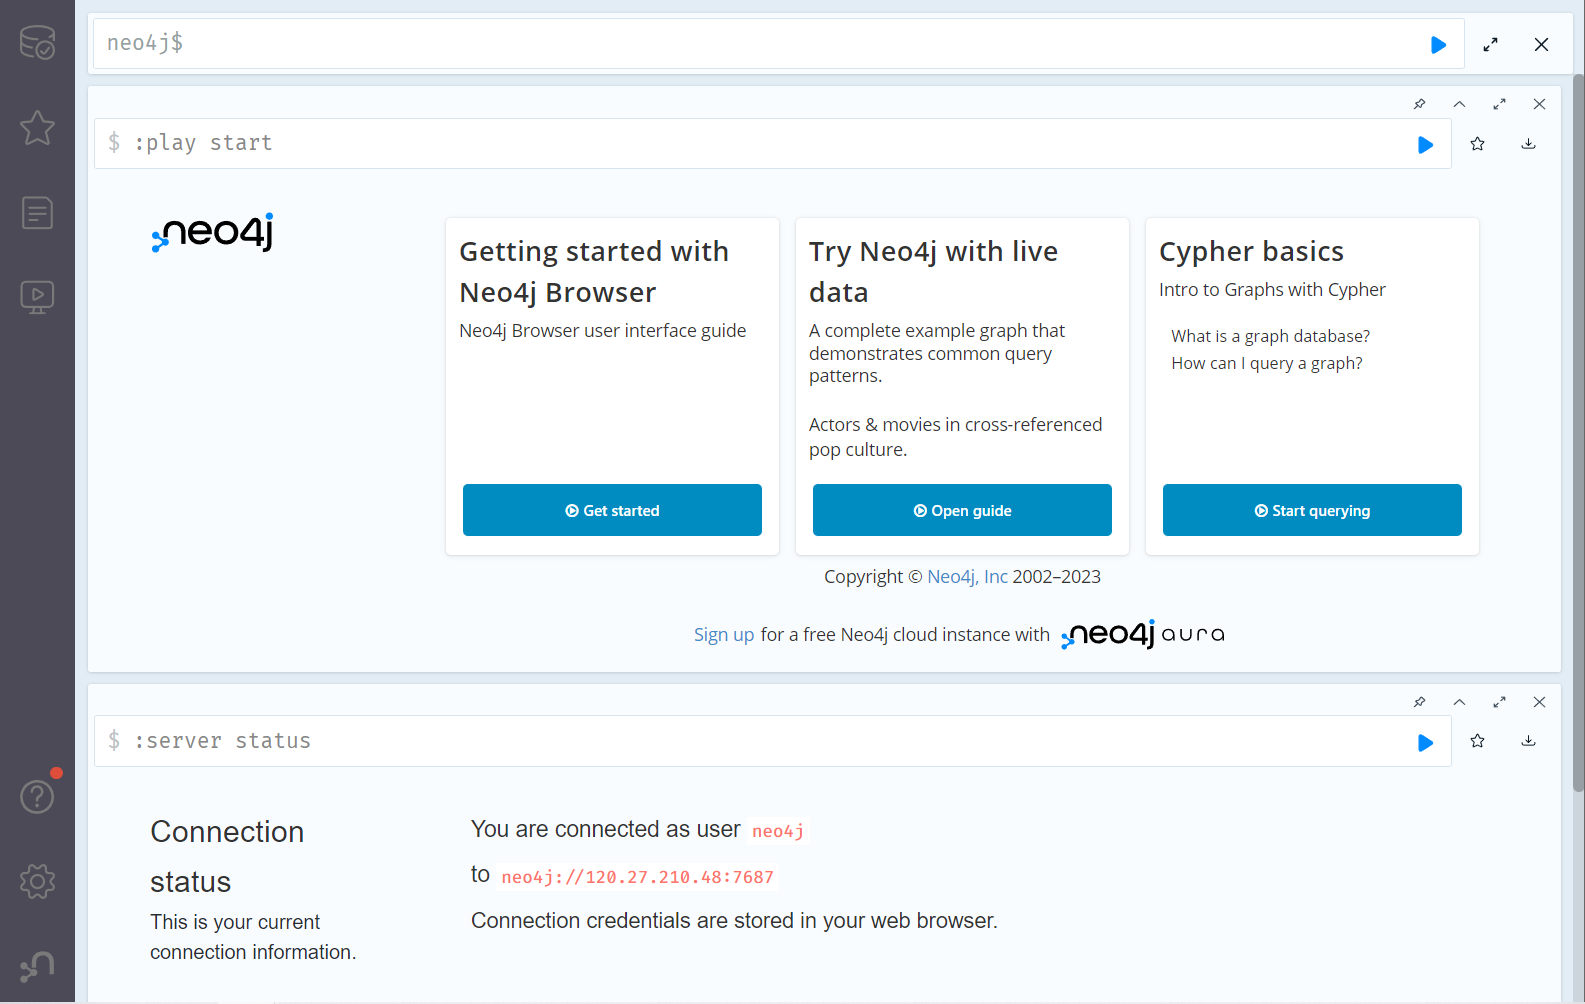 neo4j$
$ :play start
neo4j
Getting started with
Neo4j Browser
Neo4j Browser user interface guide
Get started
Try Neo4j with live
data
A complete example graph that
demonstrates common query
patterns.
Actors & movies in cross-referenced
pop culture.
Open guide
Cypher basics
Intro to Graphs with Cypher
What is a graph database?
How can I query a graph?
Start querying
Copyright © Neo4j, Inc 2002–2023
Sign up for a free Neo4j cloud instance with neo4j aura
$ :server status
Connection
status
This is your current
connection information.
You are connected as user neo4j
to neo4j://120.27.210.48:7687
Connection credentials are stored in your web browser.